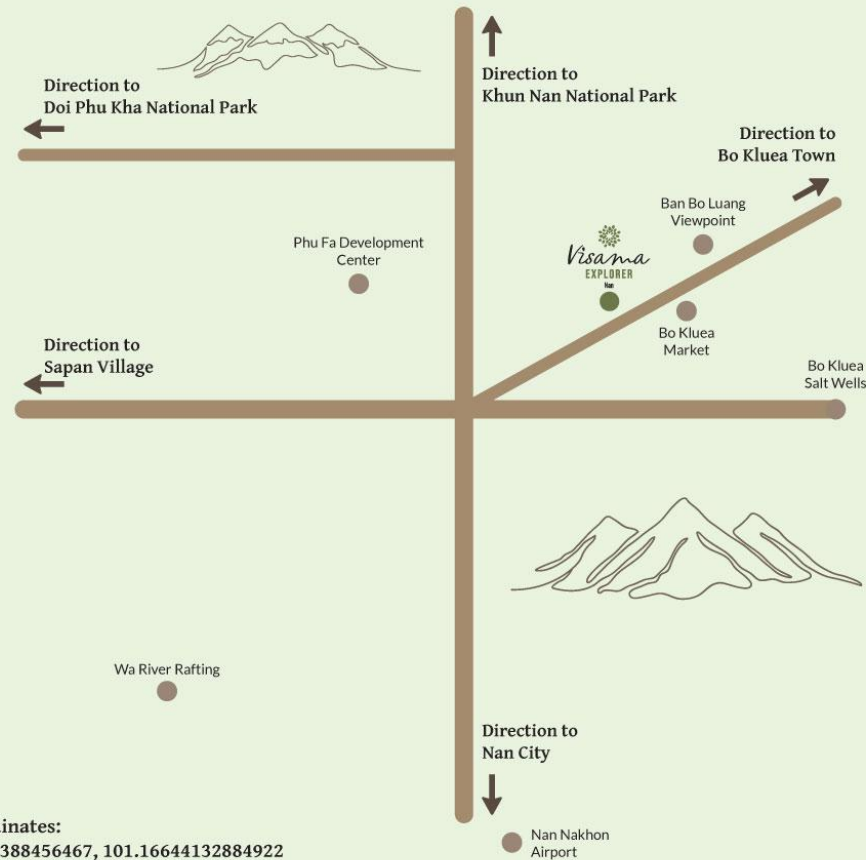 Direction to
Doi Phu Kha National Park
Direction to
Khun Nan National Park
Direction to
Bo Kluea Town
Ban Bo Luang
Viewpoint
Visama
EXPLORER
Nan
Phu Fa Development
Center
Bo Kluea
Market
Direction to
Sapan Village
Bo Kluea
Salt Wells
Wa River Rafting
Direction to
Nan City
inates:
388456467, 101.16644132884922
Nan Nakhon
Airport